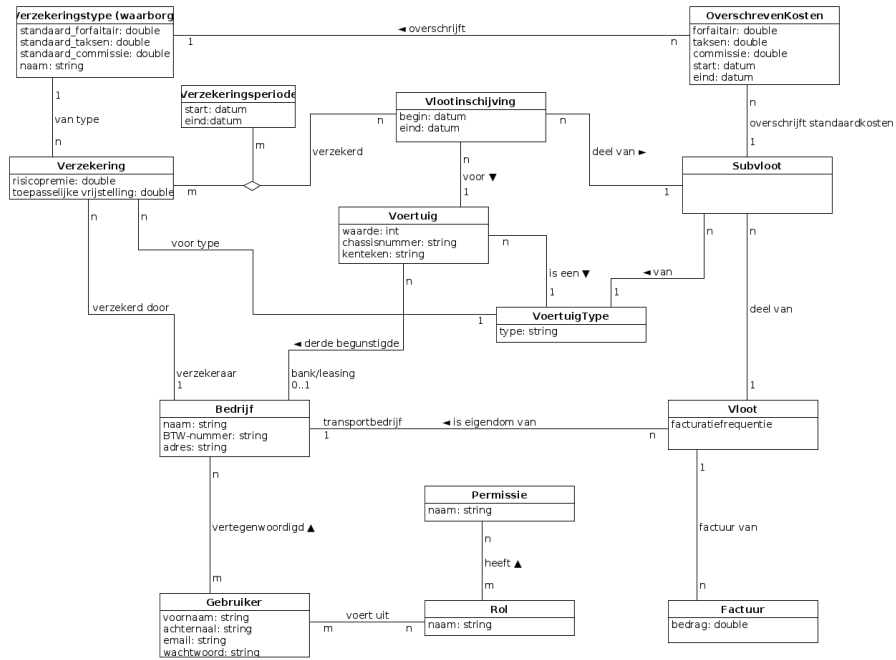 Verzekeringstype (waarborg
standaard_forfaitair: double
standaard_taksen: double
standaard_commissie: double
naam: string
1
◄ overschrijft
n
OverschrevenKosten
forfaitair: double
taksen: double
commissie: double
start: datum
eind: datum
1
van type
n
Verzekeringsperiode
start: datum
eind:datum
m
Vlootinschijving
begin: datum
eind: datum
n
verzekerd
n
deel van ►
1
n
overschrijft standaardkosten
1
Verzekering
risicopremie: double
toepasselijke vrijstelling: double
m
n
voor ▼
1
Subvloot
Voertuig
waarde: int
chassisnummer: string
kenteken: string
n
n
voor type
1
n
is een ▼
1
n
◄ van
1
n
deel van
1
VoertuigType
type: string
verzekerd door
verzekeraar
1
n
◄ derde begunstigde
bank/leasing
0..1
Bedrijf
naam: string
BTW-nummer: string
adres: string
transportbedrijf
1
◄ is eigendom van
n
Vloot
facturatiefrequentie
n
vertegenwoordigd ▲
m
Permissie
naam: string
n
heeft ▲
m
1
factuur van
n
Gebruiker
voornaam: string
achternaal: string
email: string
wachtwoord: string
voert uit
m
n
Rol
naam: string
Factuur
bedrag: double